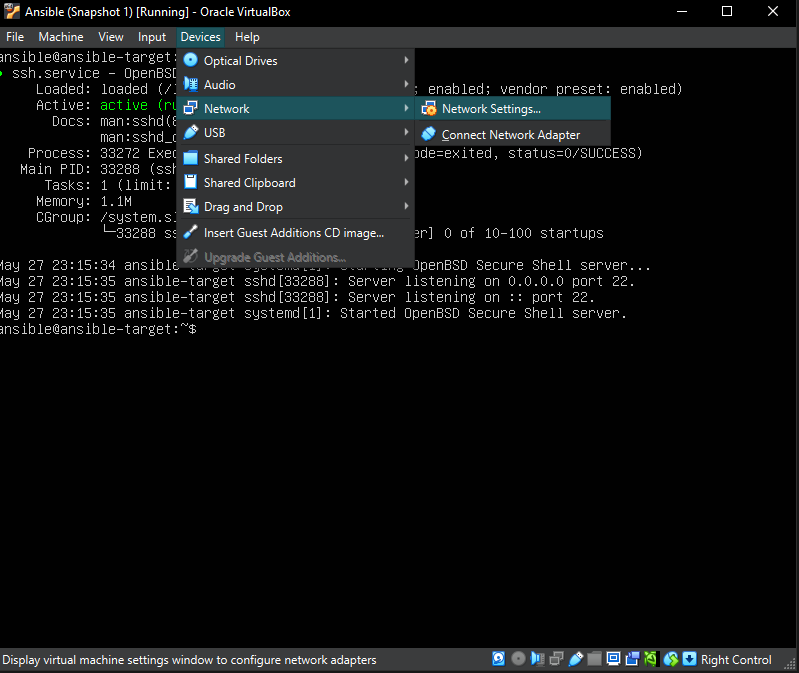 Ansible (Snapshot 1) [Running] - Oracle VirtualBox
File Machine View Input Devices Help
ansible@ansible-target:
ssh.service - OpenBSD
Loaded: loaded (/l ; enabled; vendor preset: enabled)
Active: active (ru
Docs: man:sshd(8
man:sshd_c
Process: 33272 Exec ode=exited, status=0/SUCCESS)
Main PID: 33288 (ssh
Tasks: 1 (limit:
Memory: 1.1M
CGroup: /system.sl
└─33288 ss er] 0 of 10-100 startups
Optical Drives
Audio
Network
USB
Shared Folders
Shared Clipboard
Drag and Drop
Insert Guest Additions CD image...
Upgrade Guest Additions...
Network Settings...
Connect Network Adapter
May 27 23:15:34 ansible-target systemd[1]: Starting OpenBSD Secure Shell server...
May 27 23:15:35 ansible-target sshd[33288]: Server listening on 0.0.0.0 port 22.
May 27 23:15:35 ansible-target sshd[33288]: Server listening on :: port 22.
May 27 23:15:35 ansible-target systemd[1]: Started OpenBSD Secure Shell server.
ansible@ansible-target:~$
Display virtual machine settings window to configure network adapters
Right Control